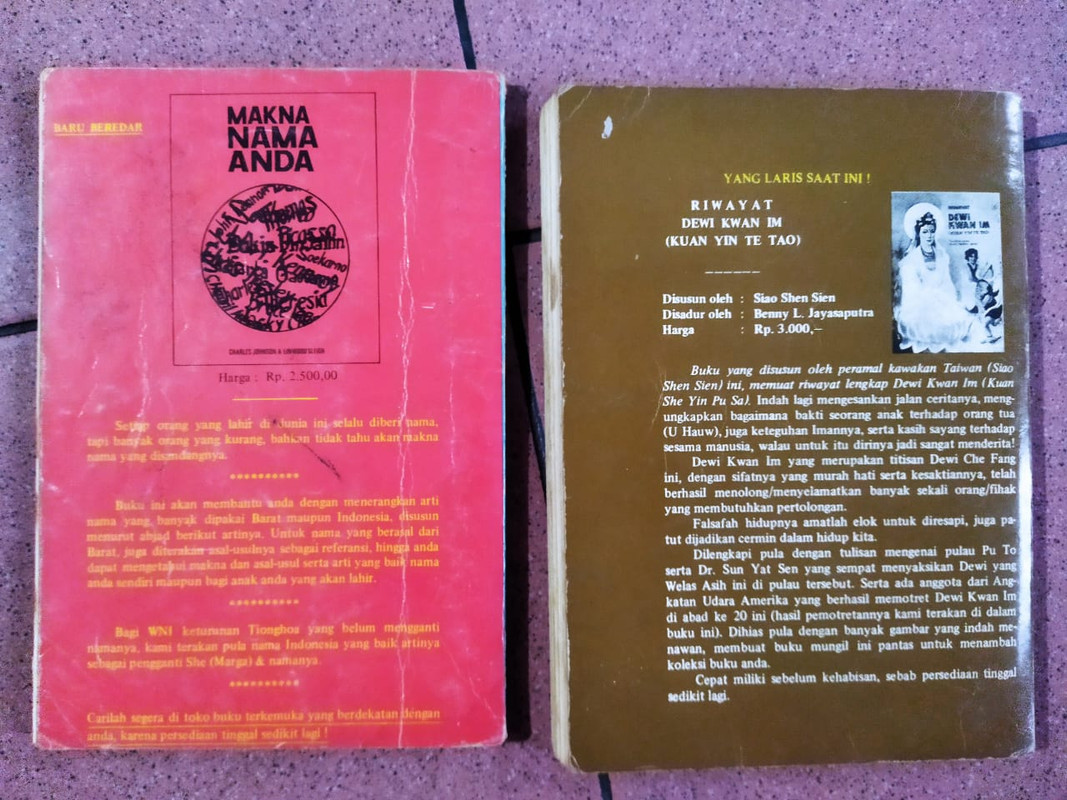 BARU BEREDAR
MAKNA
NAMA
ANDA
Thomas
Soekarno
CHARLES JOHNSON &
Harga : Rp. 2.500,00
Setiap orang yang lahir di dunia ini selalu diberi nama,
tapi banyak orang yang kurang, bahkan tidak tahu akan makna
nama yang disandangnya.
**********
Buku ini akan membantu anda dengan menerangkan arti
nama yang banyak dipakai Barat maupun Indonesia, disusun
menurut abjad berikut artinya. Untuk nama yang berasal dari
Barat, juga diterakan asal-usulnya sebagai referensi, hingga anda
dapat mengetahui makna dan asal-usul serta arti yang baik nama
anda sendiri maupun bagi anak anda yang akan lahir.
**********
Bagi WNI keturunan Tionghoa yang belum mengganti
namanya, kami terakan pula nama Indonesia yang baik artinya
sebagai pengganti She (Marga) & namanya.
**********
Carilah segera di toko buku terkemuka yang berdekatan dengan
anda, karena persediaan tinggal sedikit lagi !
YANG LARIS SAAT INI !
RIWAYAT
DEWI KWAN IM
(KUAN YIN TE TAO)
DEWI
KWAN IM
Disusun oleh : Siao Shen Sien
Disadur oleh : Benny L. Jayasaputra
Harga : Rp. 3.000,–
Buku yang disusun oleh peramal kawakan Taiwan (Siao
Shen Sien) ini, memuat riwayat lengkap Dewi Kwan Im (Kuan
She Yin Pu Sa). Indah lagi mengesankan jalan ceritanya, meng-
ungkapkan bagaimana bakti seorang anak terhadap orang tua
(U Hauw), juga keteguhan Imannya, serta kasih sayang terhadap
sesama manusia, walau untuk itu dirinya jadi sangat menderita!
Dewi Kwan Im yang merupakan titisan Dewi Che Fang
ini, dengan sifatnya yang murah hati serta kesaktiannya, telah
berhasil menolong/menyelamatkan banyak sekali orang/fihak
yang membutuhkan pertolongan.
Falsafah hidupnya amatlah elok untuk diresapi, juga pa-
tut dijadikan cermin dalam hidup kita.
Dilengkapi pula dengan tulisan mengenai pulau Pu To
serta Dr. Sun Yat Sen yang sempat menyaksikan Dewi yang
Welas Asih ini di pulau tersebut. Serta ada anggota dari Ang-
katan Udara Amerika yang berhasil memotret Dewi Kwan Im
di abad ke 20 ini (hasil pemotretannya kami terakan di dalam
buku ini). Dihias pula dengan banyak gambar yang indah me-
nawan, membuat buku mungil ini pantas untuk menambah
koleksi buku anda.
Cepat miliki sebelum kehabisan, sebab persediaan tinggal
sedikit lagi.